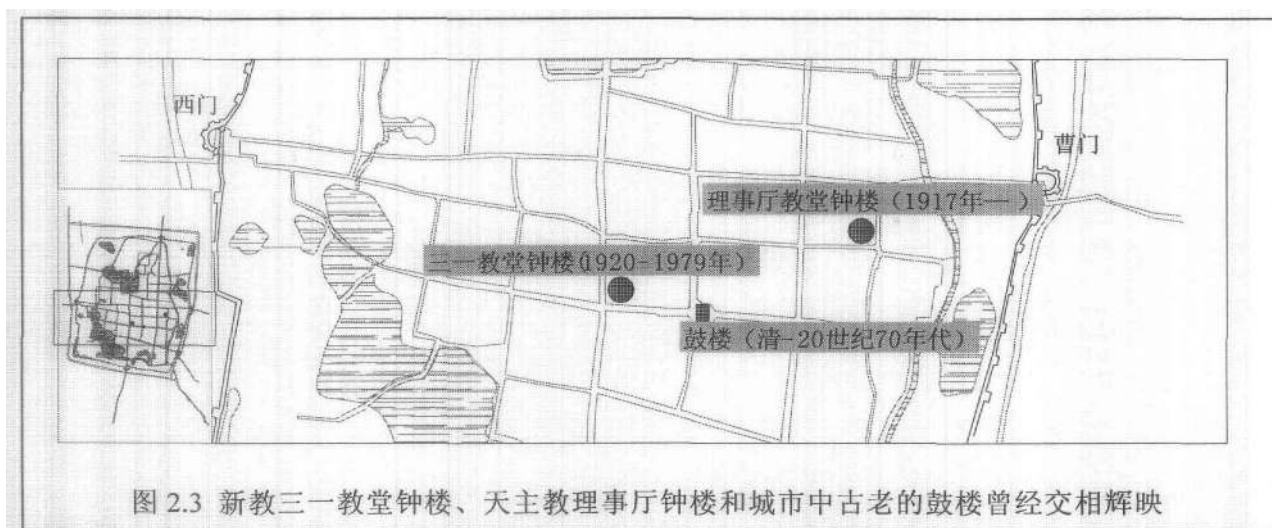 西门
曹门
理事厅教堂钟楼（1917年— ）
三一教堂钟楼（1920-1979年）
鼓楼（清-20世纪70年代）
图 2.3 新教三一教堂钟楼、天主教理事厅钟楼和城市中古老的鼓楼曾经交相辉映